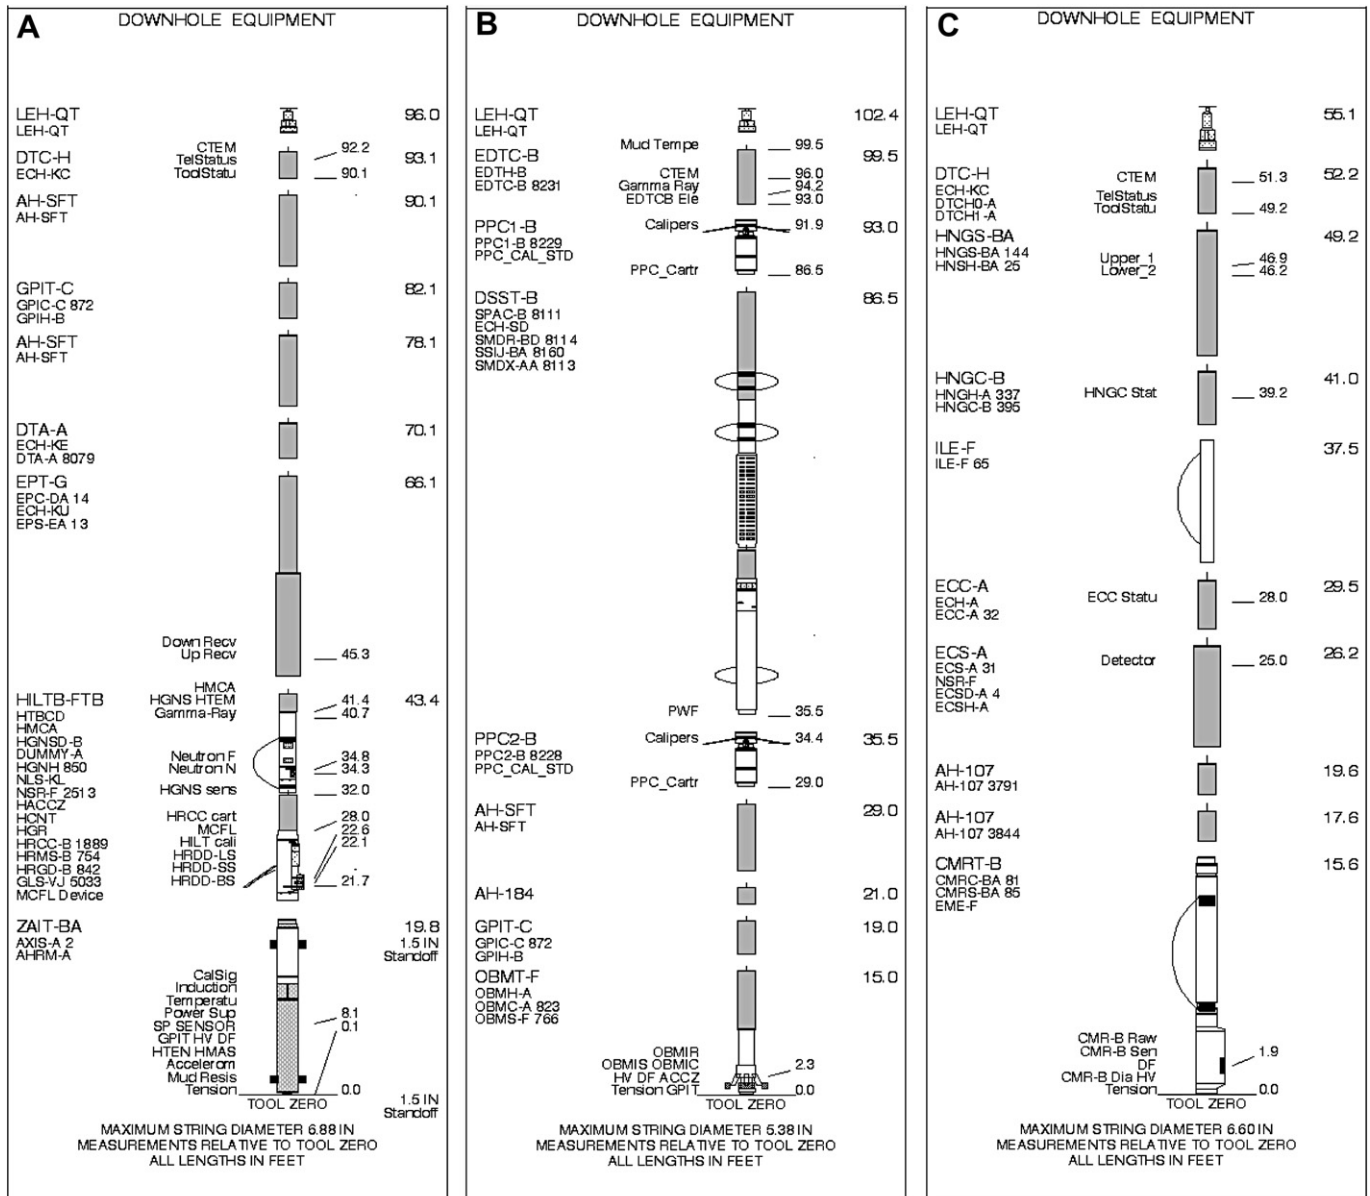 A
DOWNHOLE EQUIPMENT
LEH-QT 96.0
LEH-QT
CTEM 92.2
DTC-H TelStatus 93.1
ECH-KC ToolStatu 90.1
AH-SFT 90.1
AH-SFT
GPIT-C 82.1
GPIC-C 872
GPIH-B
AH-SFT 78.1
AH-SFT
DTA-A 70.1
ECH-KE
DTA-A 8079
EPT-G 66.1
EPC-DA 14
ECH-KU
EPS-EA 13
Down Recv
Up Recv 45.3
HMCA
HILTB-FTB HGNS HTEM 41.4 43.4
HTBCD Gamma-Ray 40.7
HMCA
HGNSD-B
DUMMY-A Neutron F 34.8
HGNH 850 Neutron N 34.3
NLS-KL
NSR-F 2513 HGNS sens 32.0
HACCZ
HCNT HRCC cart 28.0
HGR MCFL 22.6
HRCC-B 1889 HILT cali 22.1
HRMS-B 754 HRDD-LS
HRGD-B 842 HRDD-SS
GLS-VJ 5033 HRDD-BS 21.7
MCFL Device
ZAIT-BA 19.8
AXIS-A 2 1.5 IN
AHRM-A Standoff
CalSig
Induction
Temperatu
Power Sup 8.1
SP SENSOR 0.1
GPIT HV DF
HTEN HMAS
Accelerom
Mud Resis
Tension 0.0
TOOL ZERO 1.5 IN
Standoff
MAXIMUM STRING DIAMETER 6.88 IN
MEASUREMENTS RELATIVE TO TOOL ZERO
ALL LENGTHS IN FEET
B
DOWNHOLE EQUIPMENT
LEH-QT 102.4
LEH-QT
Mud Tempe 99.5
EDTC-B 99.5
EDTH-B CTEM 96.0
EDTC-B 8231 Gamma Ray 94.2
EDTCB Ele 93.0
PPC1-B Calipers 91.9 93.0
PPC1-B 8229
PPC_CAL_STD
PPC_Cartr 86.5
DSST-B 86.5
SPAC-B 8111
ECH-SD
SMDR-BD 8114
SSIJ-BA 8160
SMDX-AA 8113
PWF 35.5
PPC2-B Calipers 34.4 35.5
PPC2-B 8228
PPC_CAL_STD
PPC_Cartr 29.0
AH-SFT 29.0
AH-SFT
AH-184 21.0
GPIT-C 19.0
GPIC-C 872
GPIH-B
OBMT-F 15.0
OBMH-A
OBMC-A 823
OBMS-F 766
OBMIR
OBMIS OBMIC 2.3
HV DF ACCZ
Tension GPIT 0.0
TOOL ZERO
MAXIMUM STRING DIAMETER 5.38 IN
MEASUREMENTS RELATIVE TO TOOL ZERO
ALL LENGTHS IN FEET
C
DOWNHOLE EQUIPMENT
LEH-QT 55.1
LEH-QT
DTC-H CTEM 51.3 52.2
ECH-KC TelStatus
DTCH0-A ToolStatu 49.2
DTCH1-A
HNGS-BA 49.2
HNGS-BA 144 Upper_1 46.9
HNSH-BA 25 Lower_2 46.2
HNGC-B 41.0
HNGH-A 337 HNGC Stat 39.2
HNGC-B 395
ILE-F 37.5
ILE-F 65
ECC-A 29.5
ECH-A ECC Statu 28.0
ECC-A 32
ECS-A 26.2
ECS-A 31 Detector 25.0
NSR-F
ECSD-A 4
ECSH-A
AH-107 19.6
AH-107 3791
AH-107 17.6
AH-107 3844
CMRT-B 15.6
CMRC-BA 81
CMRS-BA 85
EME-F
CMR-B Raw
CMR-B Sen 1.9
DF
CMR-B Dia HV
Tension 0.0
TOOL ZERO
MAXIMUM STRING DIAMETER 6.60 IN
MEASUREMENTS RELATIVE TO TOOL ZERO
ALL LENGTHS IN FEET